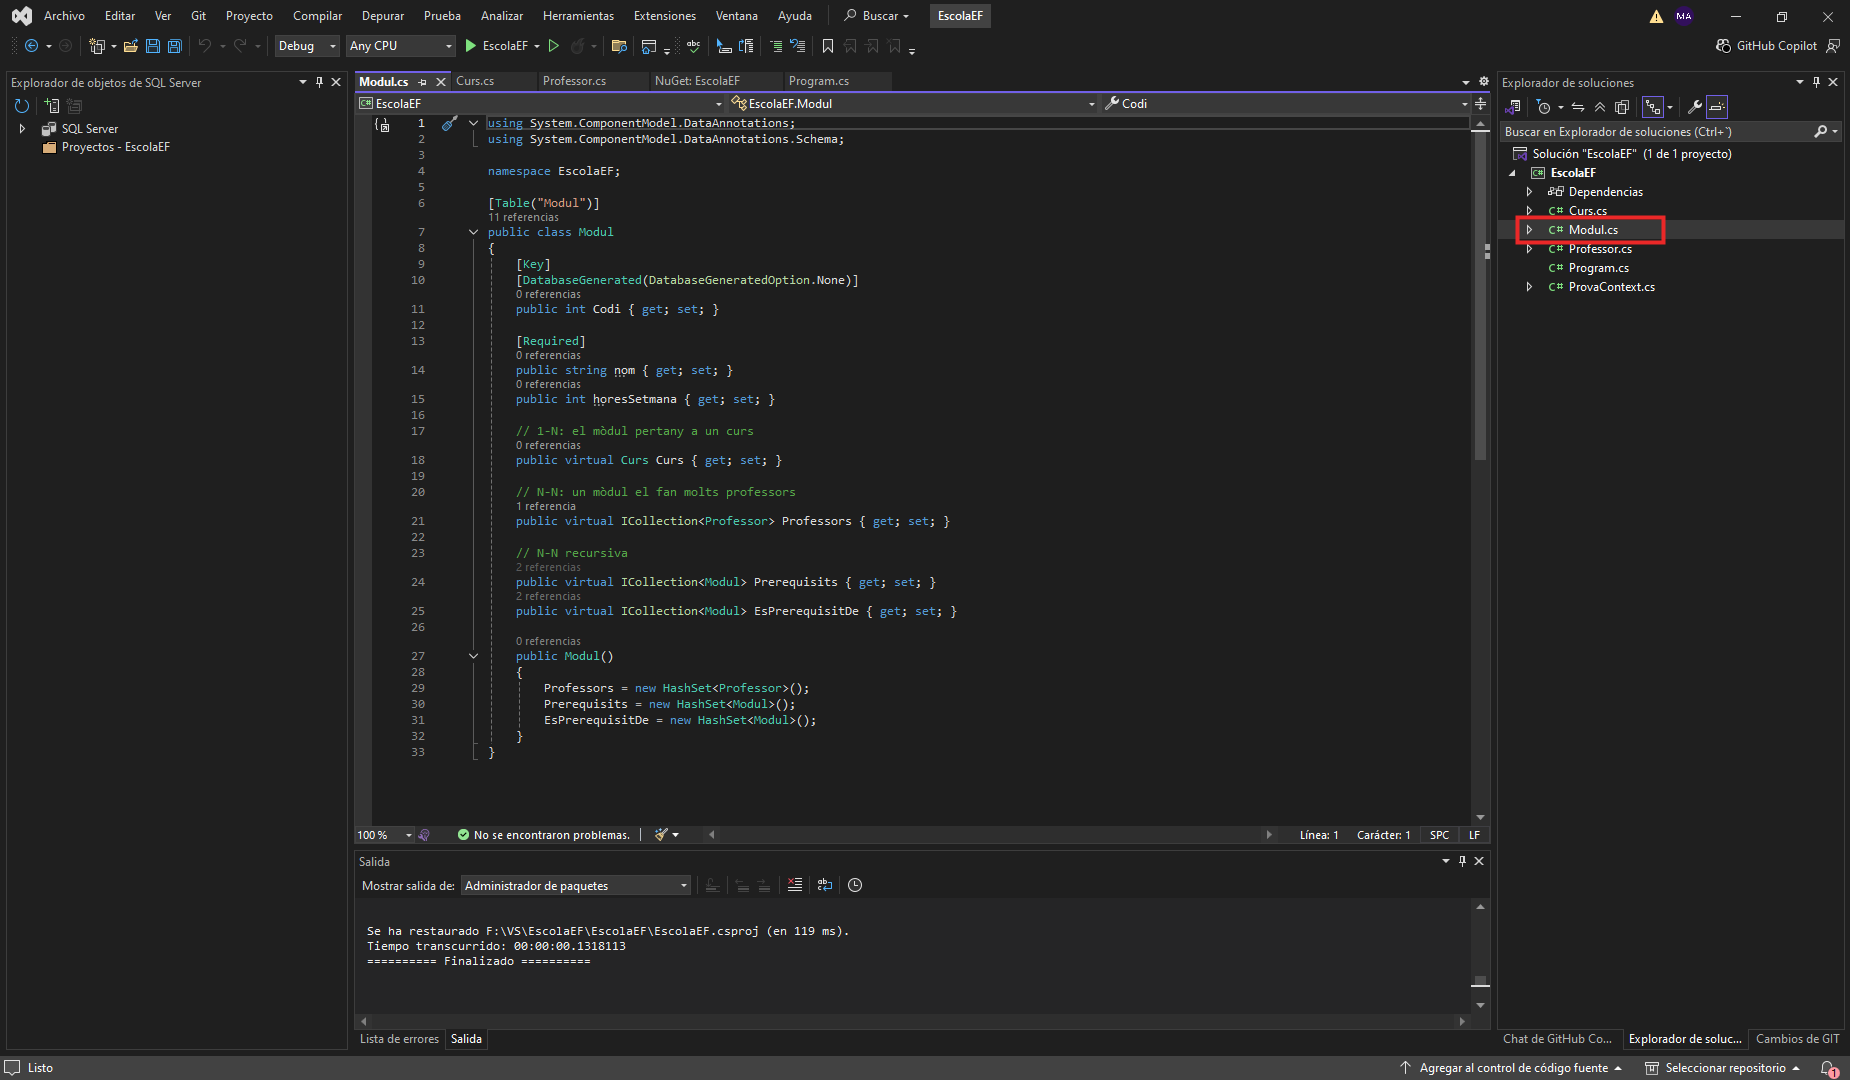 Archivo Editar Ver Git Proyecto Compilar Depurar Prueba Analizar Herramientas Extensiones Ventana Ayuda Buscar EscolaEF MA
Debug Any CPU EscolaEF GitHub Copilot
Explorador de objetos de SQL Server
SQL Server
Proyectos - EscolaEF
Modul.cs Curs.cs Professor.cs NuGet: EscolaEF Program.cs
EscolaEF EscolaEF.Modul Codi
1 using System.ComponentModel.DataAnnotations;
2 using System.ComponentModel.DataAnnotations.Schema;
3
4 namespace EscolaEF;
5
6 [Table("Modul")]
11 referencias
7 public class Modul
8 {
9 [Key]
10 [DatabaseGenerated(DatabaseGeneratedOption.None)]
0 referencias
11 public int Codi { get; set; }
12
13 [Required]
0 referencias
14 public string nom { get; set; }
0 referencias
15 public int horesSetmana { get; set; }
16
17 // 1-N: el mòdul pertany a un curs
0 referencias
18 public virtual Curs Curs { get; set; }
19
20 // N-N: un mòdul el fan molts professors
1 referencia
21 public virtual ICollection<Professor> Professors { get; set; }
22
23 // N-N recursiva
2 referencias
24 public virtual ICollection<Modul> Prerequisits { get; set; }
2 referencias
25 public virtual ICollection<Modul> EsPrerequisitDe { get; set; }
26
0 referencias
27 public Modul()
28 {
29 Professors = new HashSet<Professor>();
30 Prerequisits = new HashSet<Modul>();
31 EsPrerequisitDe = new HashSet<Modul>();
32 }
33 }
100 % No se encontraron problemas. Línea: 1 Carácter: 1 SPC LF
Salida
Mostrar salida de: Administrador de paquetes
Se ha restaurado F:\VS\EscolaEF\EscolaEF\EscolaEF.csproj (en 119 ms).
Tiempo transcurrido: 00:00:00.1318113
========== Finalizado ==========
Lista de errores Salida
Explorador de soluciones
Buscar en Explorador de soluciones (Ctrl+`)
Solución "EscolaEF" (1 de 1 proyecto)
C# EscolaEF
Dependencias
C# Curs.cs
C# Modul.cs
C# Professor.cs
C# Program.cs
C# ProvaContext.cs
Chat de GitHub Co... Explorador de soluc... Cambios de GIT
Listo Agregar al control de código fuente Seleccionar repositorio 1